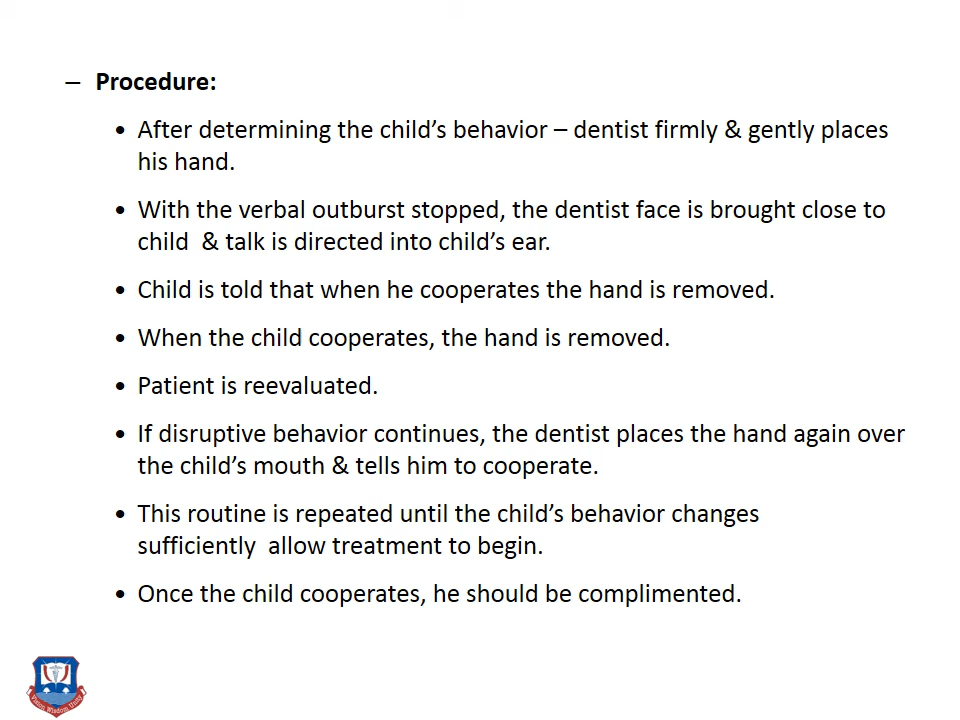 – Procedure:
• After determining the child's behavior – dentist firmly & gently places
his hand.
• With the verbal outburst stopped, the dentist face is brought close to
child  & talk is directed into child's ear.
• Child is told that when he cooperates the hand is removed.
• When the child cooperates, the hand is removed.
• Patient is reevaluated.
• If disruptive behavior continues, the dentist places the hand again over
the child's mouth & tells him to cooperate.
• This routine is repeated until the child's behavior changes
sufficiently  allow treatment to begin.
• Once the child cooperates, he should be complimented.
Vision Wisdom Unity